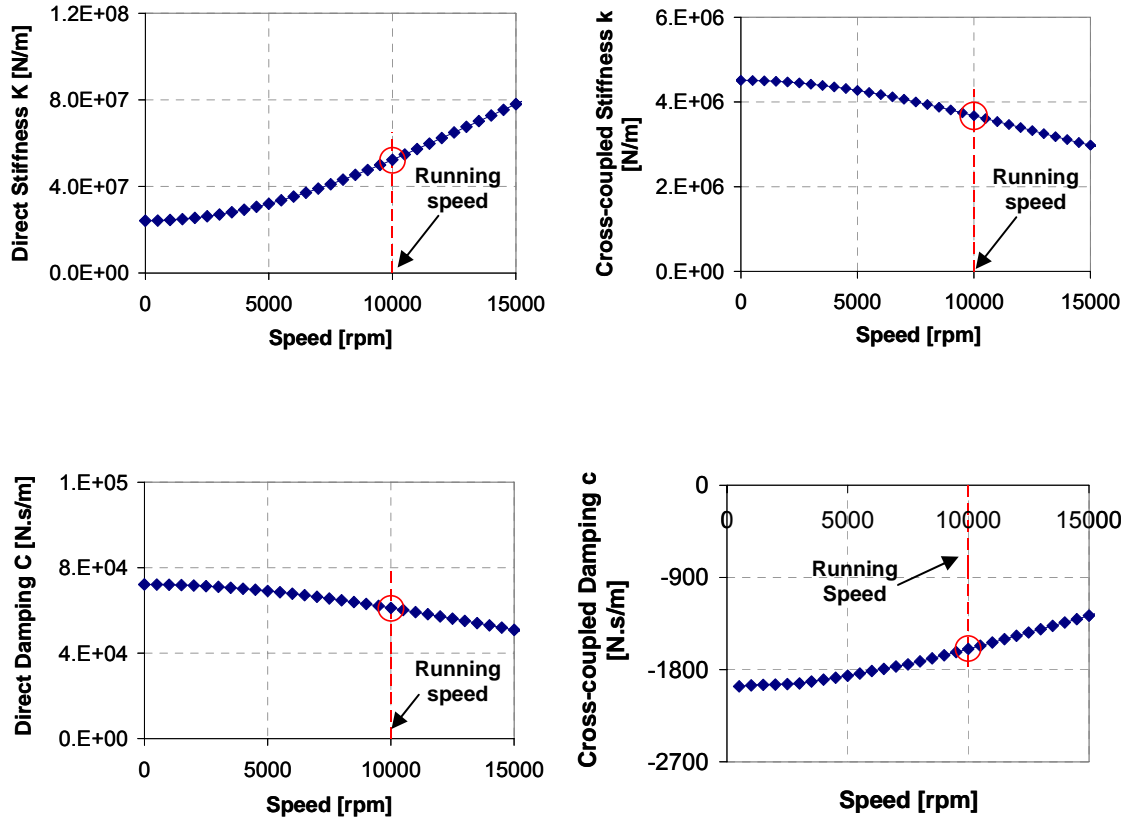 Direct Stiffness K [N/m]
1.2E+08
8.0E+07
4.0E+07
0.0E+00
Running
speed
0 5000 10000 15000
Speed [rpm]
Cross-coupled Stiffness k
[N/m]
6.E+06
4.E+06
2.E+06
0.E+00
Running
speed
0 5000 10000 15000
Speed [rpm]
Direct Damping C [N.s/m]
1.E+05
8.E+04
4.E+04
0.E+00
Running
speed
0 5000 10000 15000
Speed [rpm]
Cross-coupled Damping c
[N.s/m]
0
-900
-1800
-2700
0 5000 10000 15000
Running
Speed
Speed [rpm]